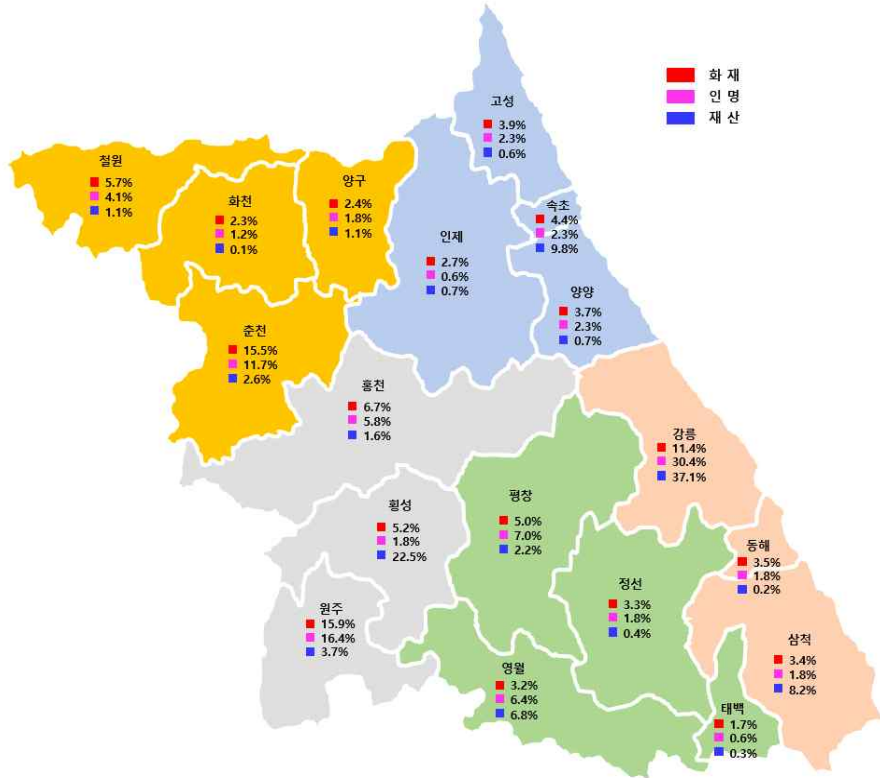 화 재
인 명
재 산
고성
3.9%
2.3%
0.6%
철원
5.7%
4.1%
1.1%
화천
2.3%
1.2%
0.1%
양구
2.4%
1.8%
1.1%
인제
2.7%
0.6%
0.7%
속초
4.4%
2.3%
9.8%
양양
3.7%
2.3%
0.7%
춘천
15.5%
11.7%
2.6%
홍천
6.7%
5.8%
1.6%
강릉
11.4%
30.4%
37.1%
횡성
5.2%
1.8%
22.5%
평창
5.0%
7.0%
2.2%
동해
3.5%
1.8%
0.2%
정선
3.3%
1.8%
0.4%
원주
15.9%
16.4%
3.7%
삼척
3.4%
1.8%
8.2%
영월
3.2%
6.4%
6.8%
태백
1.7%
0.6%
0.3%